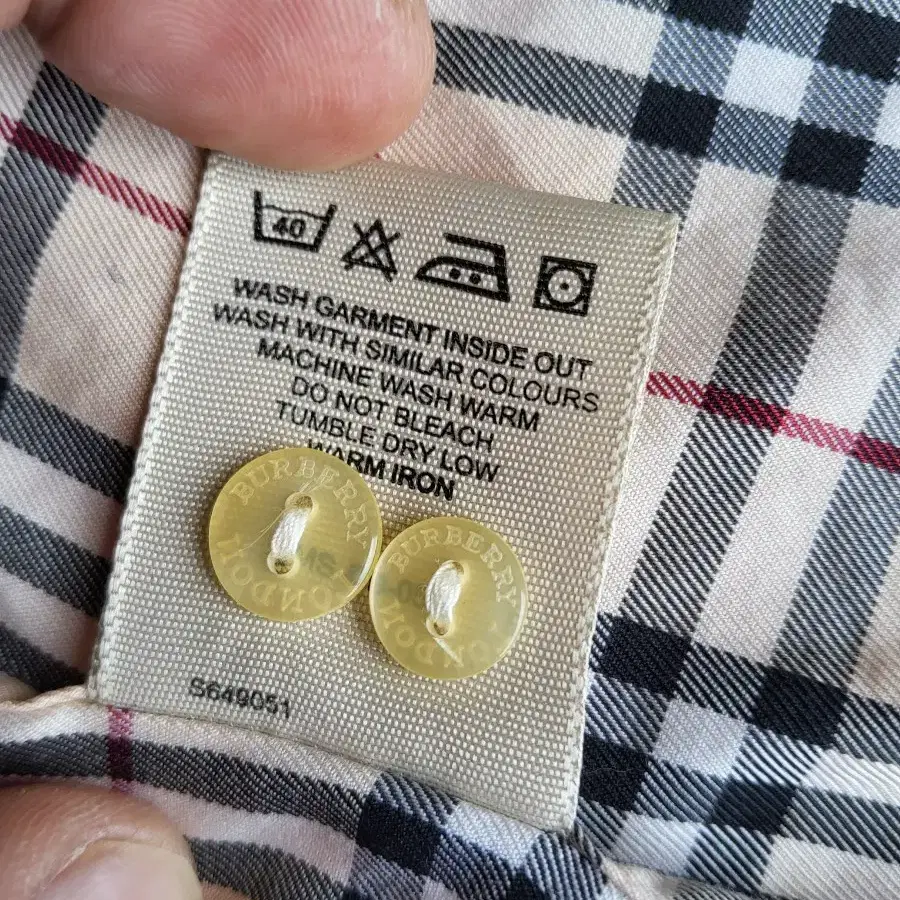 40
WASH GARMENT INSIDE OUT
WASH WITH SIMILAR COLOURS
MACHINE WASH WARM
DO NOT BLEACH
TUMBLE DRY LOW
WARM IRON
BURBERRY LONDON
BURBERRY LONDON
S649051